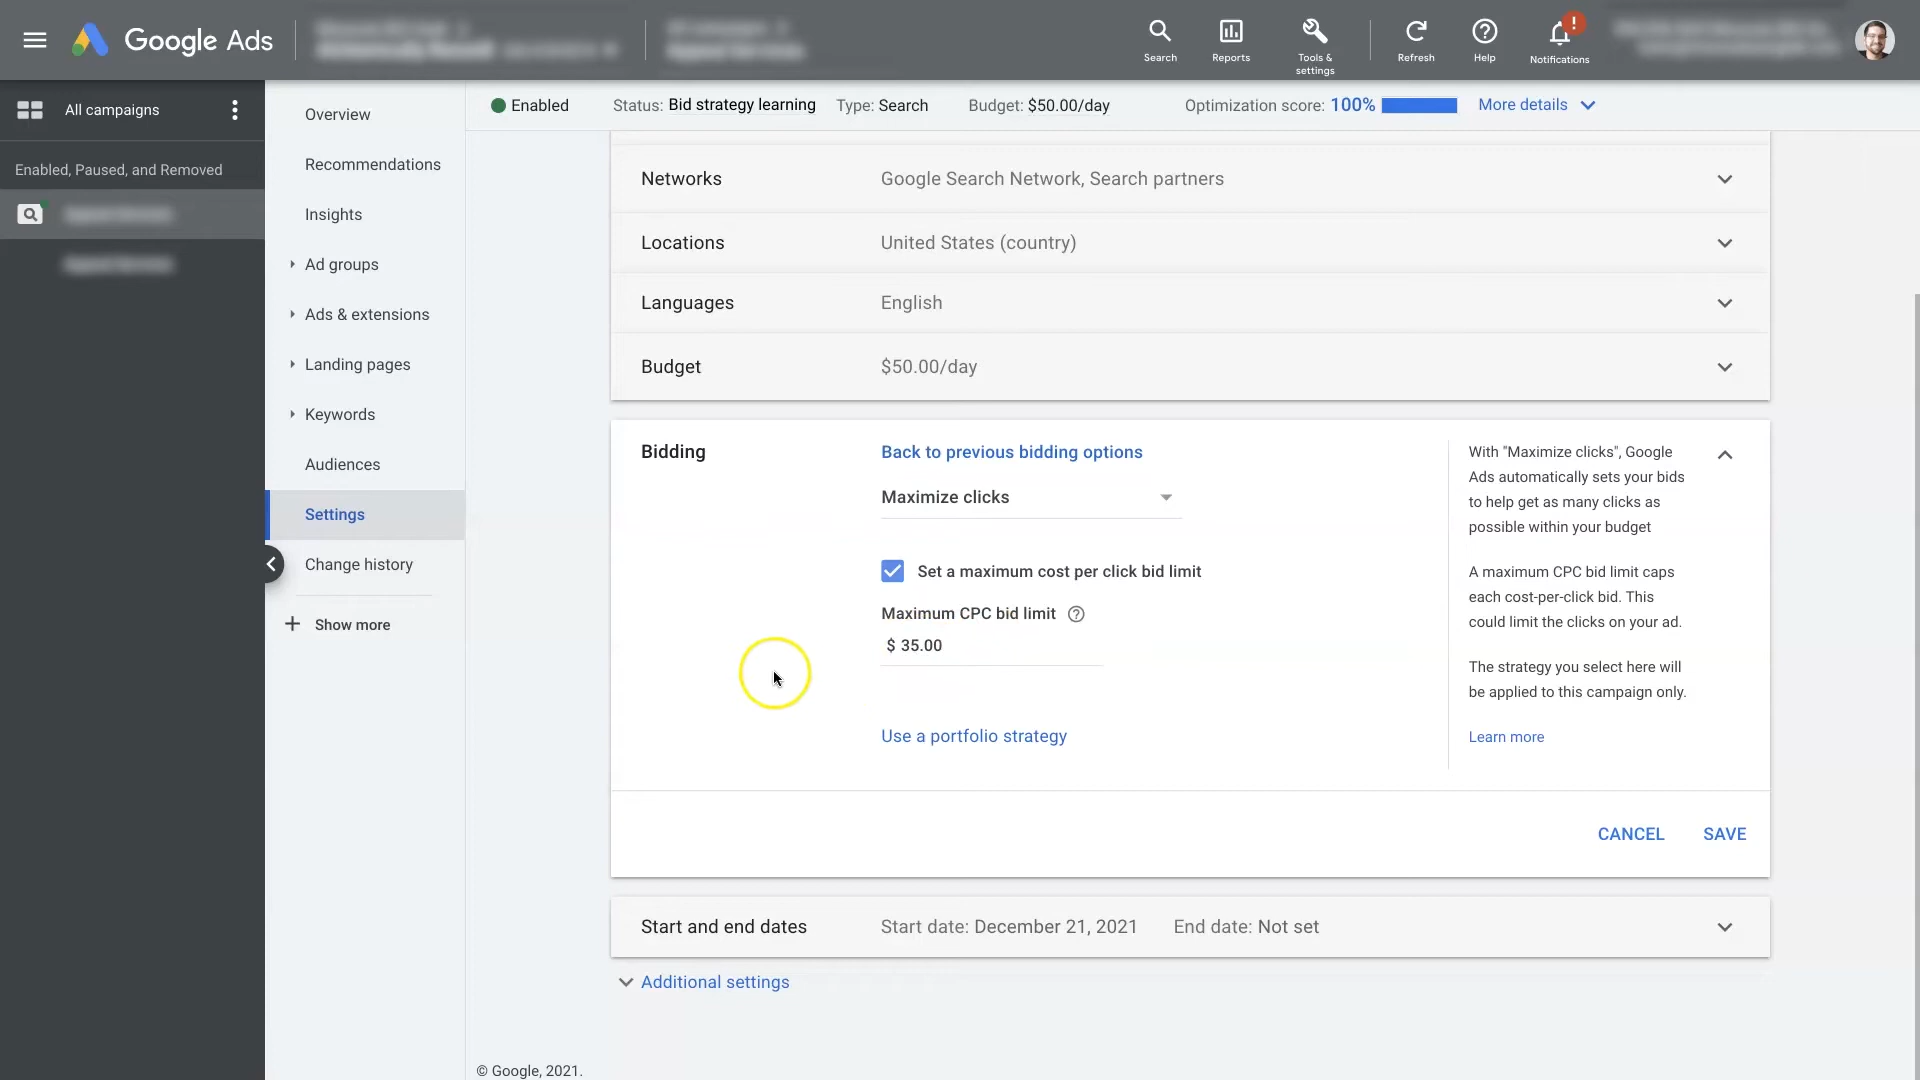 Google Ads
Search
Reports
Tools &
settings
Refresh
Help
!
Notifications
All campaigns
Enabled, Paused, and Removed
Overview
Recommendations
Insights
Ad groups
Ads & extensions
Landing pages
Keywords
Audiences
Settings
Change history
Show more
Enabled Status: Bid strategy learning Type: Search Budget: $50.00/day Optimization score: 100% More details
Networks Google Search Network, Search partners
Locations United States (country)
Languages English
Budget $50.00/day
Bidding
Back to previous bidding options
Maximize clicks
Set a maximum cost per click bid limit
Maximum CPC bid limit ?
$ 35.00
Use a portfolio strategy
With "Maximize clicks", Google
Ads automatically sets your bids
to help get as many clicks as
possible within your budget
A maximum CPC bid limit caps
each cost-per-click bid. This
could limit the clicks on your ad.
The strategy you select here will
be applied to this campaign only.
Learn more
CANCEL SAVE
Start and end dates Start date: December 21, 2021 End date: Not set
Additional settings
© Google, 2021.